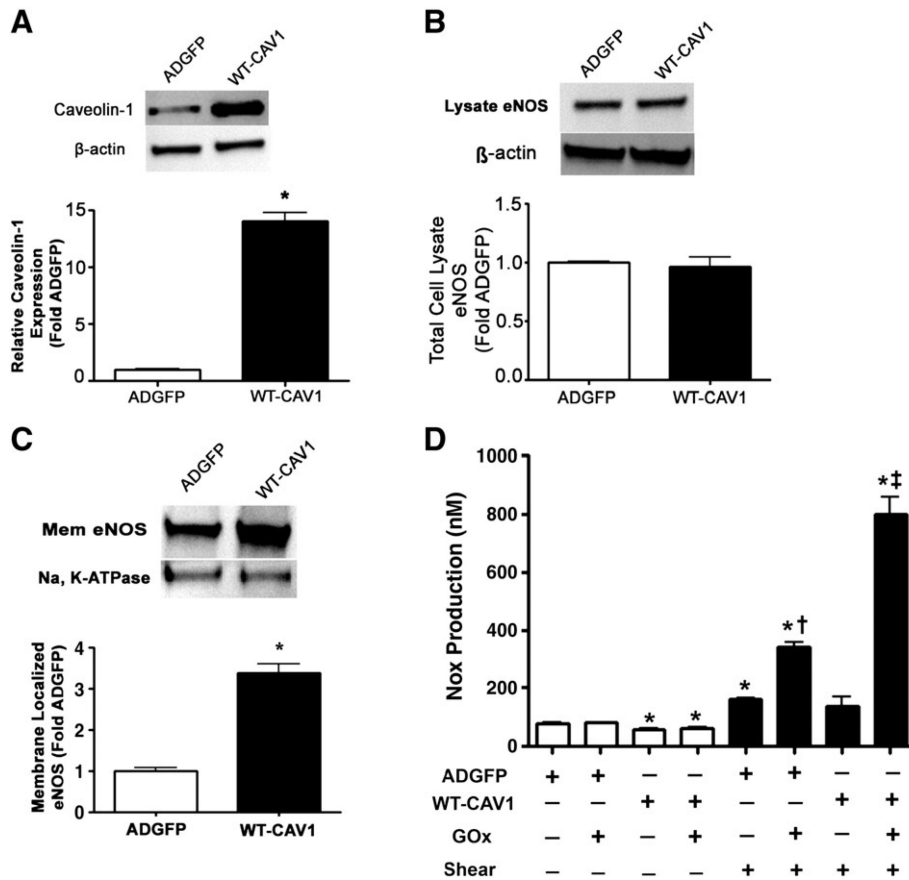 A
ADGFP
WT-CAV1
Caveolin-1
β-actin
*
15
10
5
0
Relative Caveolin-1
Expression
(Fold ADGFP)
ADGFP
WT-CAV1
B
ADGFP
WT-CAV1
Lysate eNOS
ß-actin
1.5
1.0
0.5
0.0
Total Cell Lysate
eNOS
(Fold ADGFP)
ADGFP
WT-CAV1
C
ADGFP
WT-CAV1
Mem eNOS
Na, K-ATPase
*
4
3
2
1
0
Membrane Localized
eNOS (Fold ADGFP)
ADGFP
WT-CAV1
D
1000
800
600
400
200
0
Nox Production (nM)
* * * *† *‡
ADGFP + + – – + + – –
WT-CAV1 – – + + – – + +
GOx – + – + – + – +
Shear – – – – + + + +